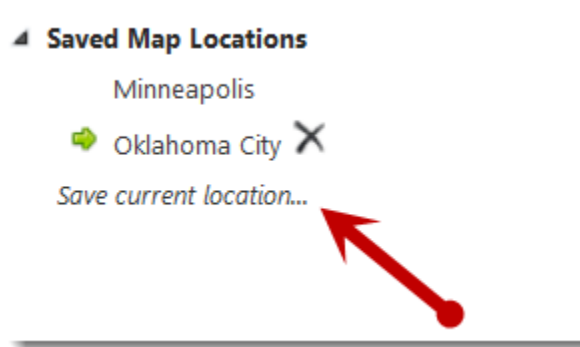 Saved Map Locations
Minneapolis
Oklahoma City
Save current location...